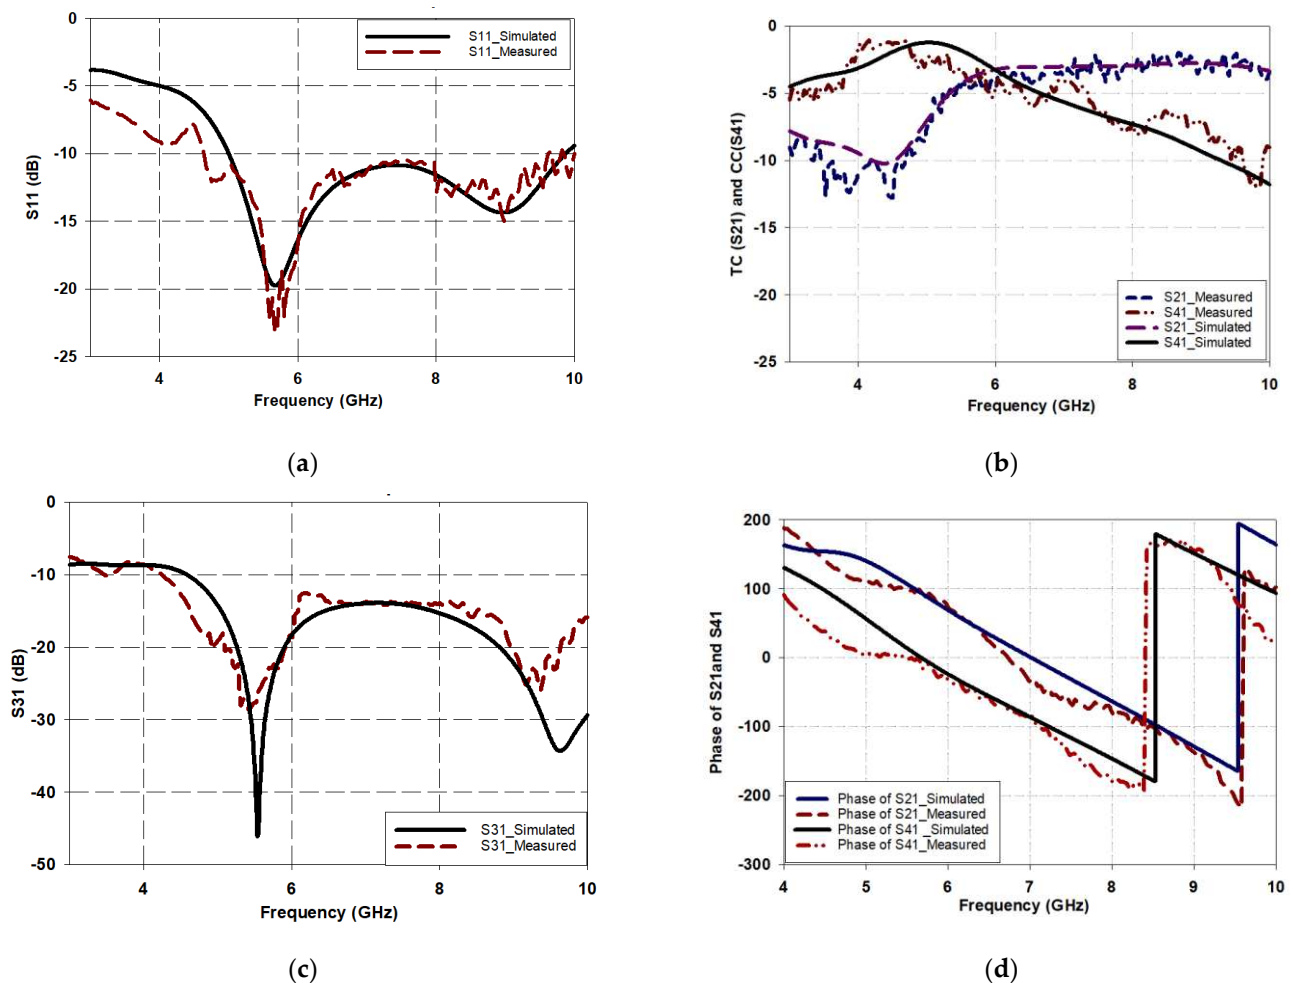 0
-5
-10
-15
-20
-25
S11 (dB)
S11_Simulated
S11_Measured
4
6
8
10
Frequency (GHz)
(a)
0
-5
-10
-15
-20
-25
TC (S21) and CC(S41)
S21_Measured
S41_Measured
S21_Simulated
S41_Simulated
4
6
8
10
Frequency (GHz)
(b)
0
-10
-20
-30
-40
-50
S31 (dB)
S31_Simulated
S31_Measured
4
6
8
10
Frequency (GHz)
(c)
200
100
0
-100
-200
-300
Phase of S21and S41
Phase of S21_Simulated
Phase of S21_Measured
Phase of S41 _Simulated
Phase of S41_Measured
4
5
6
7
8
9
10
Frequency (GHz)
(d)